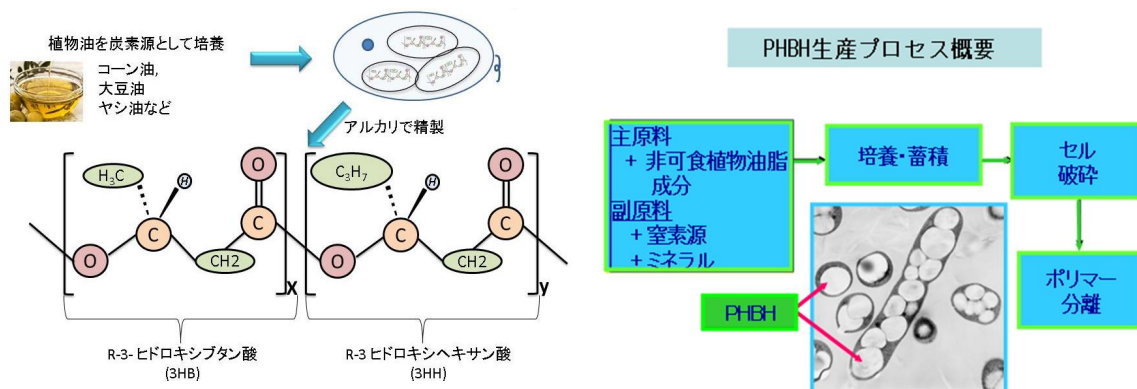 植物油を炭素源として培養
コーン油,
大豆油
ヤシ油など
アルカリで精製
H3C
H
O
C
C
O
CH2
X
C3H7
H
O
C
C
O
CH2
y
R-3-ヒドロキシブタン酸
(3HB)
R-3ヒドロキシヘキサン酸
(3HH)
PHBH生産プロセス概要
主原料
+ 非可食植物油脂
成分
副原料
+ 窒素源
+ ミネラル
培養・蓄積
セル
破砕
ポリマー
分離
PHBH